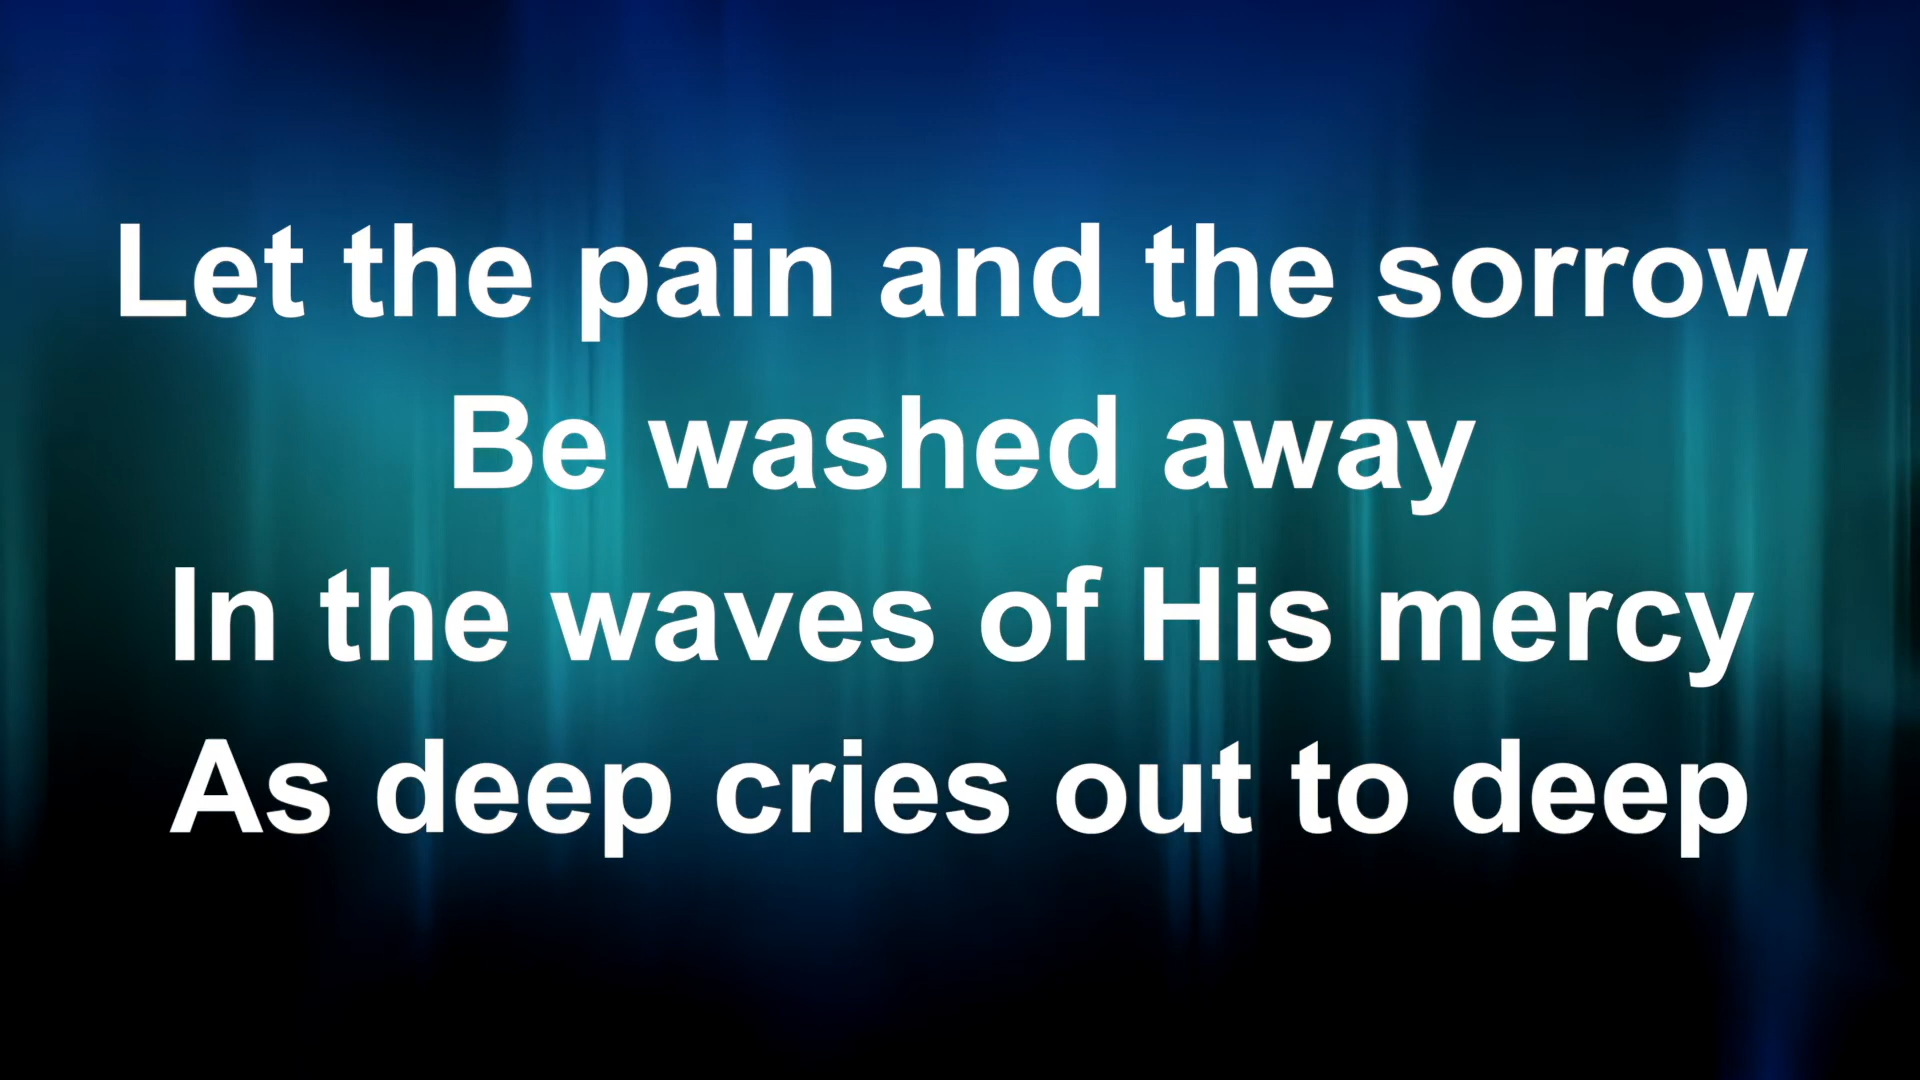 Let the pain and the sorrow
Be washed away
In the waves of His mercy
As deep cries out to deep